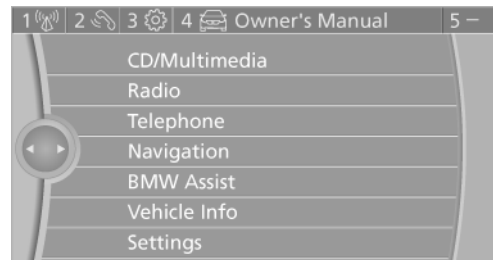 1 2 3 4 Owner's Manual 5 –
CD/Multimedia
Radio
Telephone
Navigation
BMW Assist
Vehicle Info
Settings